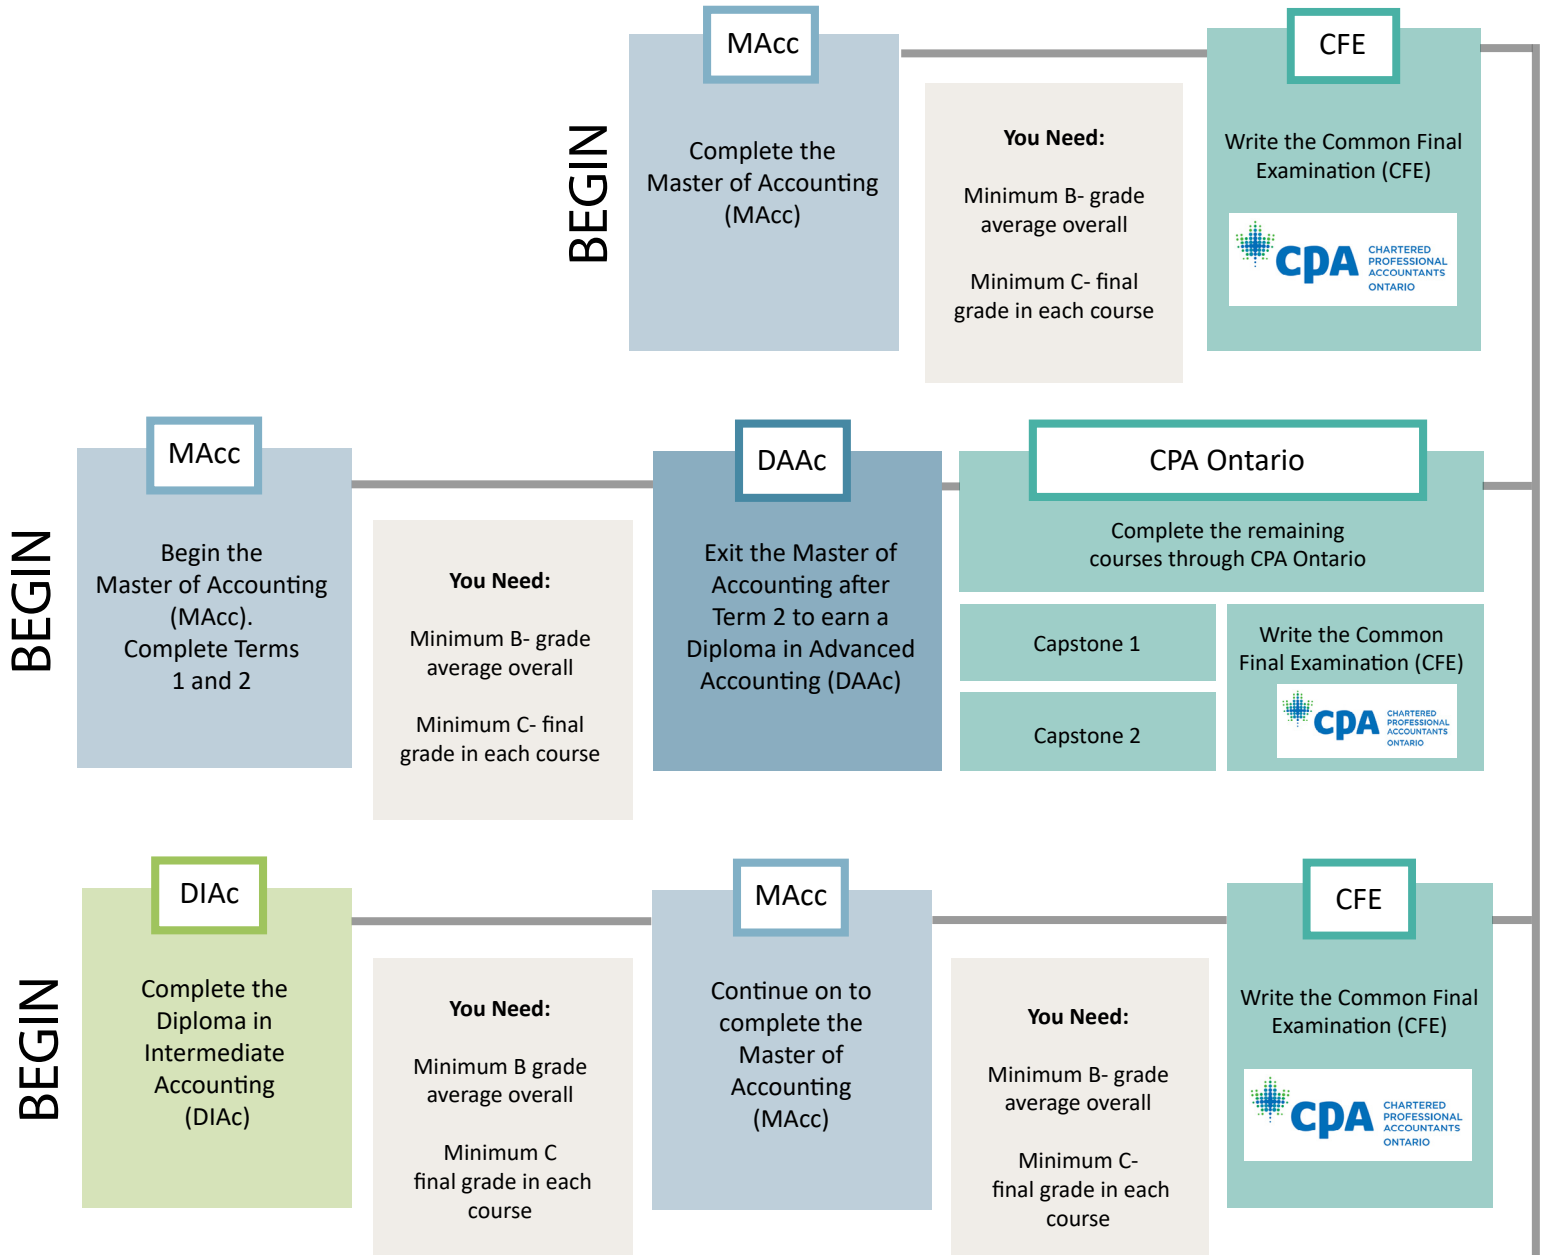 BEGIN
MAcc
Complete the
Master of Accounting
(MAcc)
You Need:
Minimum B- grade
average overall
Minimum C- final
grade in each course
CFE
Write the Common Final
Examination (CFE)
CPA
CHARTERED
PROFESSIONAL
ACCOUNTANTS
ONTARIO
BEGIN
MAcc
Begin the
Master of Accounting
(MAcc).
Complete Terms
1 and 2
You Need:
Minimum B- grade
average overall
Minimum C- final
grade in each course
DAAc
Exit the Master of
Accounting after
Term 2 to earn a
Diploma in Advanced
Accounting (DAAc)
CPA Ontario
Complete the remaining
courses through CPA Ontario
Capstone 1
Capstone 2
Write the Common
Final Examination (CFE)
CPA
CHARTERED
PROFESSIONAL
ACCOUNTANTS
ONTARIO
BEGIN
DIAc
Complete the
Diploma in
Intermediate
Accounting
(DIAc)
You Need:
Minimum B grade
average overall
Minimum C
final grade in each
course
MAcc
Continue on to
complete the
Master of
Accounting
(MAcc)
You Need:
Minimum B- grade
average overall
Minimum C-
final grade in each
course
CFE
Write the Common Final
Examination (CFE)
CPA
CHARTERED
PROFESSIONAL
ACCOUNTANTS
ONTARIO